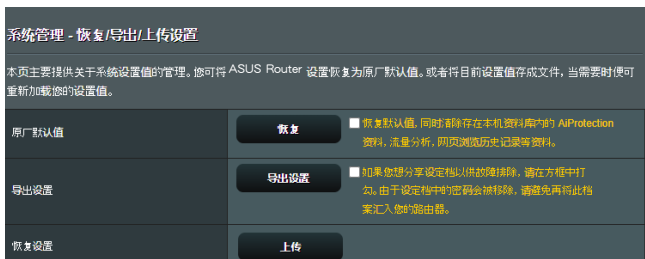 系统管理 - 恢复/导出/上传设置
本页主要提供关于系统设置值的管理。您可将 ASUS Router 设置恢复为原厂默认值。或者将目前设置值存成文件，当需要时便可
重新加载您的设置值。
原厂默认值
恢复
恢复默认值，同时清除存在本机资料库内的 AiProtection
资料，流量分析，网页浏览历史记录等资料。
导出设置
导出设置
如果您想分享设定档以供故障排除，请在方框中打
勾。由于设定档中的密码会被移除，请避免再将此档
案汇入您的路由器。
恢复设置
上传